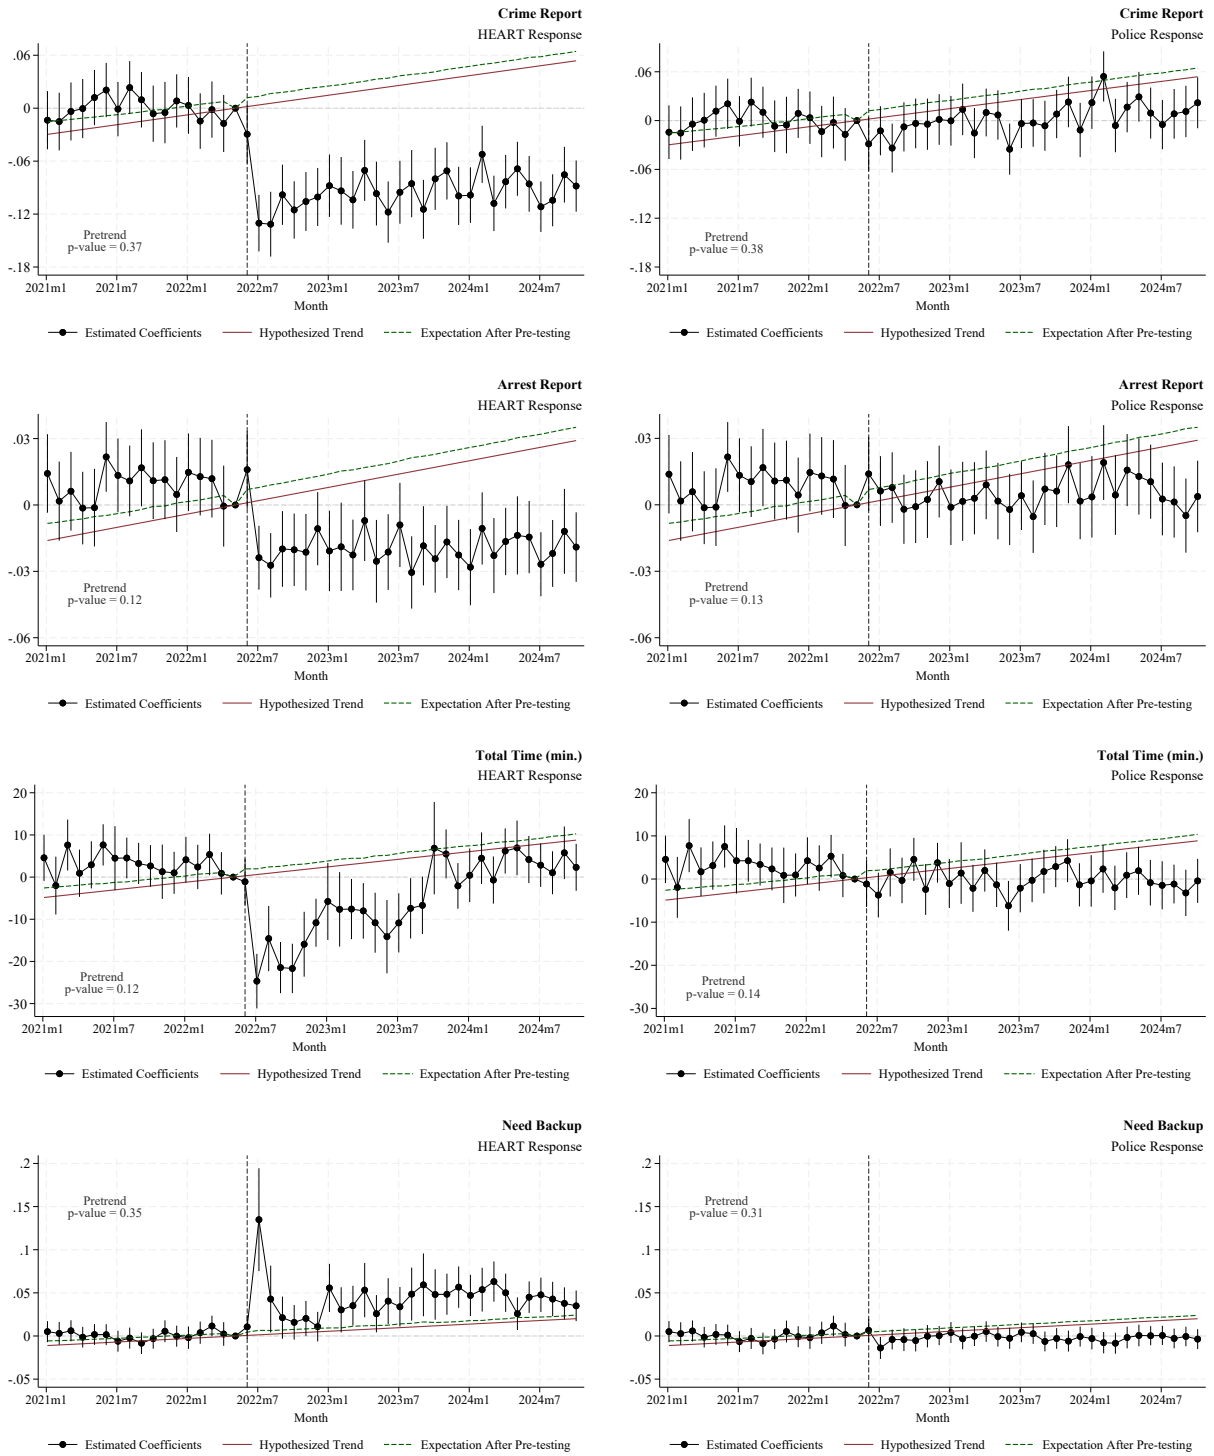 Crime Report
HEART Response
.06
0
-.06
-.12
-.18
Pretrend
p-value = 0.37
2021m1 2021m7 2022m1 2022m7 2023m1 2023m7 2024m1 2024m7
Month
Estimated Coefficients Hypothesized Trend Expectation After Pre-testing
Crime Report
Police Response
.06
0
-.06
-.12
-.18
Pretrend
p-value = 0.38
2021m1 2021m7 2022m1 2022m7 2023m1 2023m7 2024m1 2024m7
Month
Estimated Coefficients Hypothesized Trend Expectation After Pre-testing
Arrest Report
HEART Response
.03
0
-.03
-.06
Pretrend
p-value = 0.12
2021m1 2021m7 2022m1 2022m7 2023m1 2023m7 2024m1 2024m7
Month
Estimated Coefficients Hypothesized Trend Expectation After Pre-testing
Arrest Report
Police Response
.03
0
-.03
-.06
Pretrend
p-value = 0.13
2021m1 2021m7 2022m1 2022m7 2023m1 2023m7 2024m1 2024m7
Month
Estimated Coefficients Hypothesized Trend Expectation After Pre-testing
Total Time (min.)
HEART Response
20
10
0
-10
-20
-30
Pretrend
p-value = 0.12
2021m1 2021m7 2022m1 2022m7 2023m1 2023m7 2024m1 2024m7
Month
Estimated Coefficients Hypothesized Trend Expectation After Pre-testing
Total Time (min.)
Police Response
20
10
0
-10
-20
-30
Pretrend
p-value = 0.14
2021m1 2021m7 2022m1 2022m7 2023m1 2023m7 2024m1 2024m7
Month
Estimated Coefficients Hypothesized Trend Expectation After Pre-testing
Need Backup
HEART Response
.2
.15
.1
.05
0
-.05
Pretrend
p-value = 0.35
2021m1 2021m7 2022m1 2022m7 2023m1 2023m7 2024m1 2024m7
Month
Estimated Coefficients Hypothesized Trend Expectation After Pre-testing
Need Backup
Police Response
.2
.15
.1
.05
0
-.05
Pretrend
p-value = 0.31
2021m1 2021m7 2022m1 2022m7 2023m1 2023m7 2024m1 2024m7
Month
Estimated Coefficients Hypothesized Trend Expectation After Pre-testing